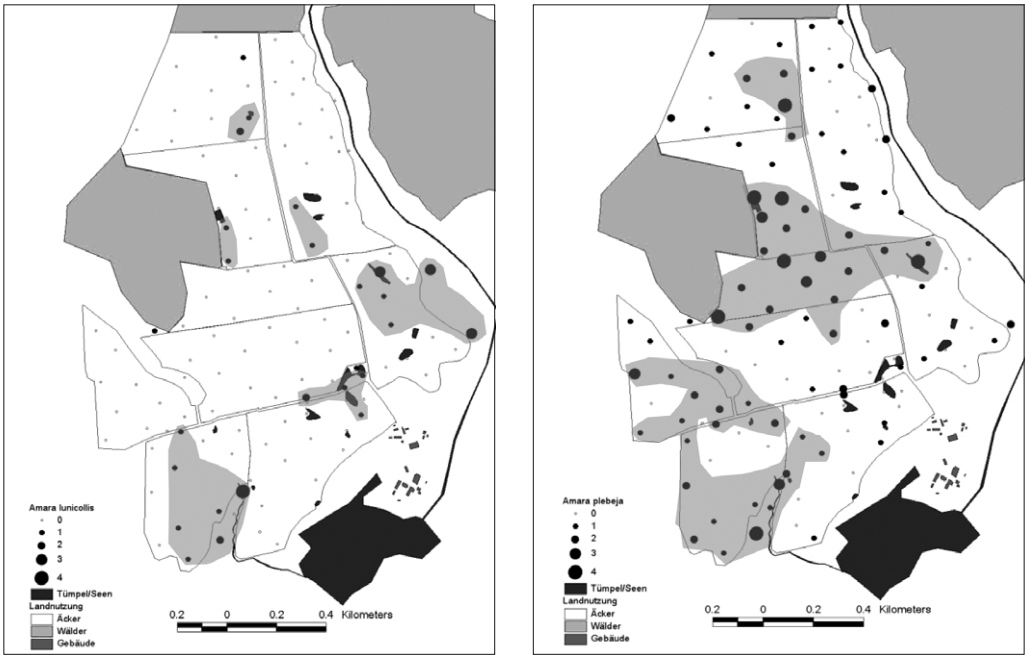 Amara lunicollis
0
1
2
3
4
Tümpel/Seen
Landnutzung
Äcker
Wälder
Gebäude
0.2 0 0.2 0.4 Kilometers
Amara plebeja
0
1
2
3
4
Tümpel/Seen
Landnutzung
Äcker
Wälder
Gebäude
0.2 0 0.2 0.4 Kilometers